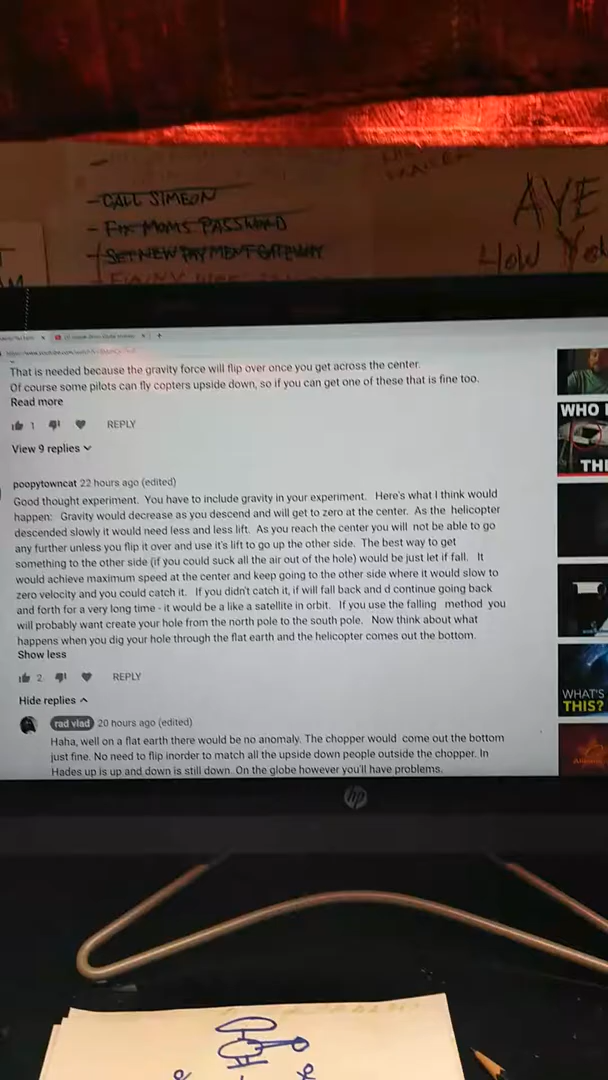 - CALL SIMEON
- FIX MOMS PASSWORD
- SET NEW PAYMENT GATEWAY
AYE
HOW
That is needed because the gravity force will flip over once you get across the center.
Of course some pilots can fly copters upside down, so if you can get one of these that is fine too.
Read more
1 REPLY
View 9 replies
WHO
TH
poopytowncat 22 hours ago (edited)
Good thought experiment. You have to include gravity in your experiment. Here's what I think would
happen: Gravity would decrease as you descend and will get to zero at the center. As the helicopter
descended slowly it would need less and less lift. As you reach the center you will not be able to go
any further unless you flip it over and use it's lift to go up the other side. The best way to get
something to the other side (if you could suck all the air out of the hole) would be just let if fall. It
would achieve maximum speed at the center and keep going to the other side where it would slow to
zero velocity and you could catch it. If you didn't catch it, if will fall back and d continue going back
and forth for a very long time - it would be a like a satellite in orbit. If you use the falling method you
will probably want create your hole from the north pole to the south pole. Now think about what
happens when you dig your hole through the flat earth and the helicopter comes out the bottom.
Show less
2 REPLY
WHAT'S
THIS?
Hide replies
rad vlad 20 hours ago (edited)
Haha, well on a flat earth there would be no anomaly. The chopper would come out the bottom
just fine. No need to flip inorder to match all the upside down people outside the chopper. In
Hades up is up and down is still down. On the globe however you'll have problems.
hp